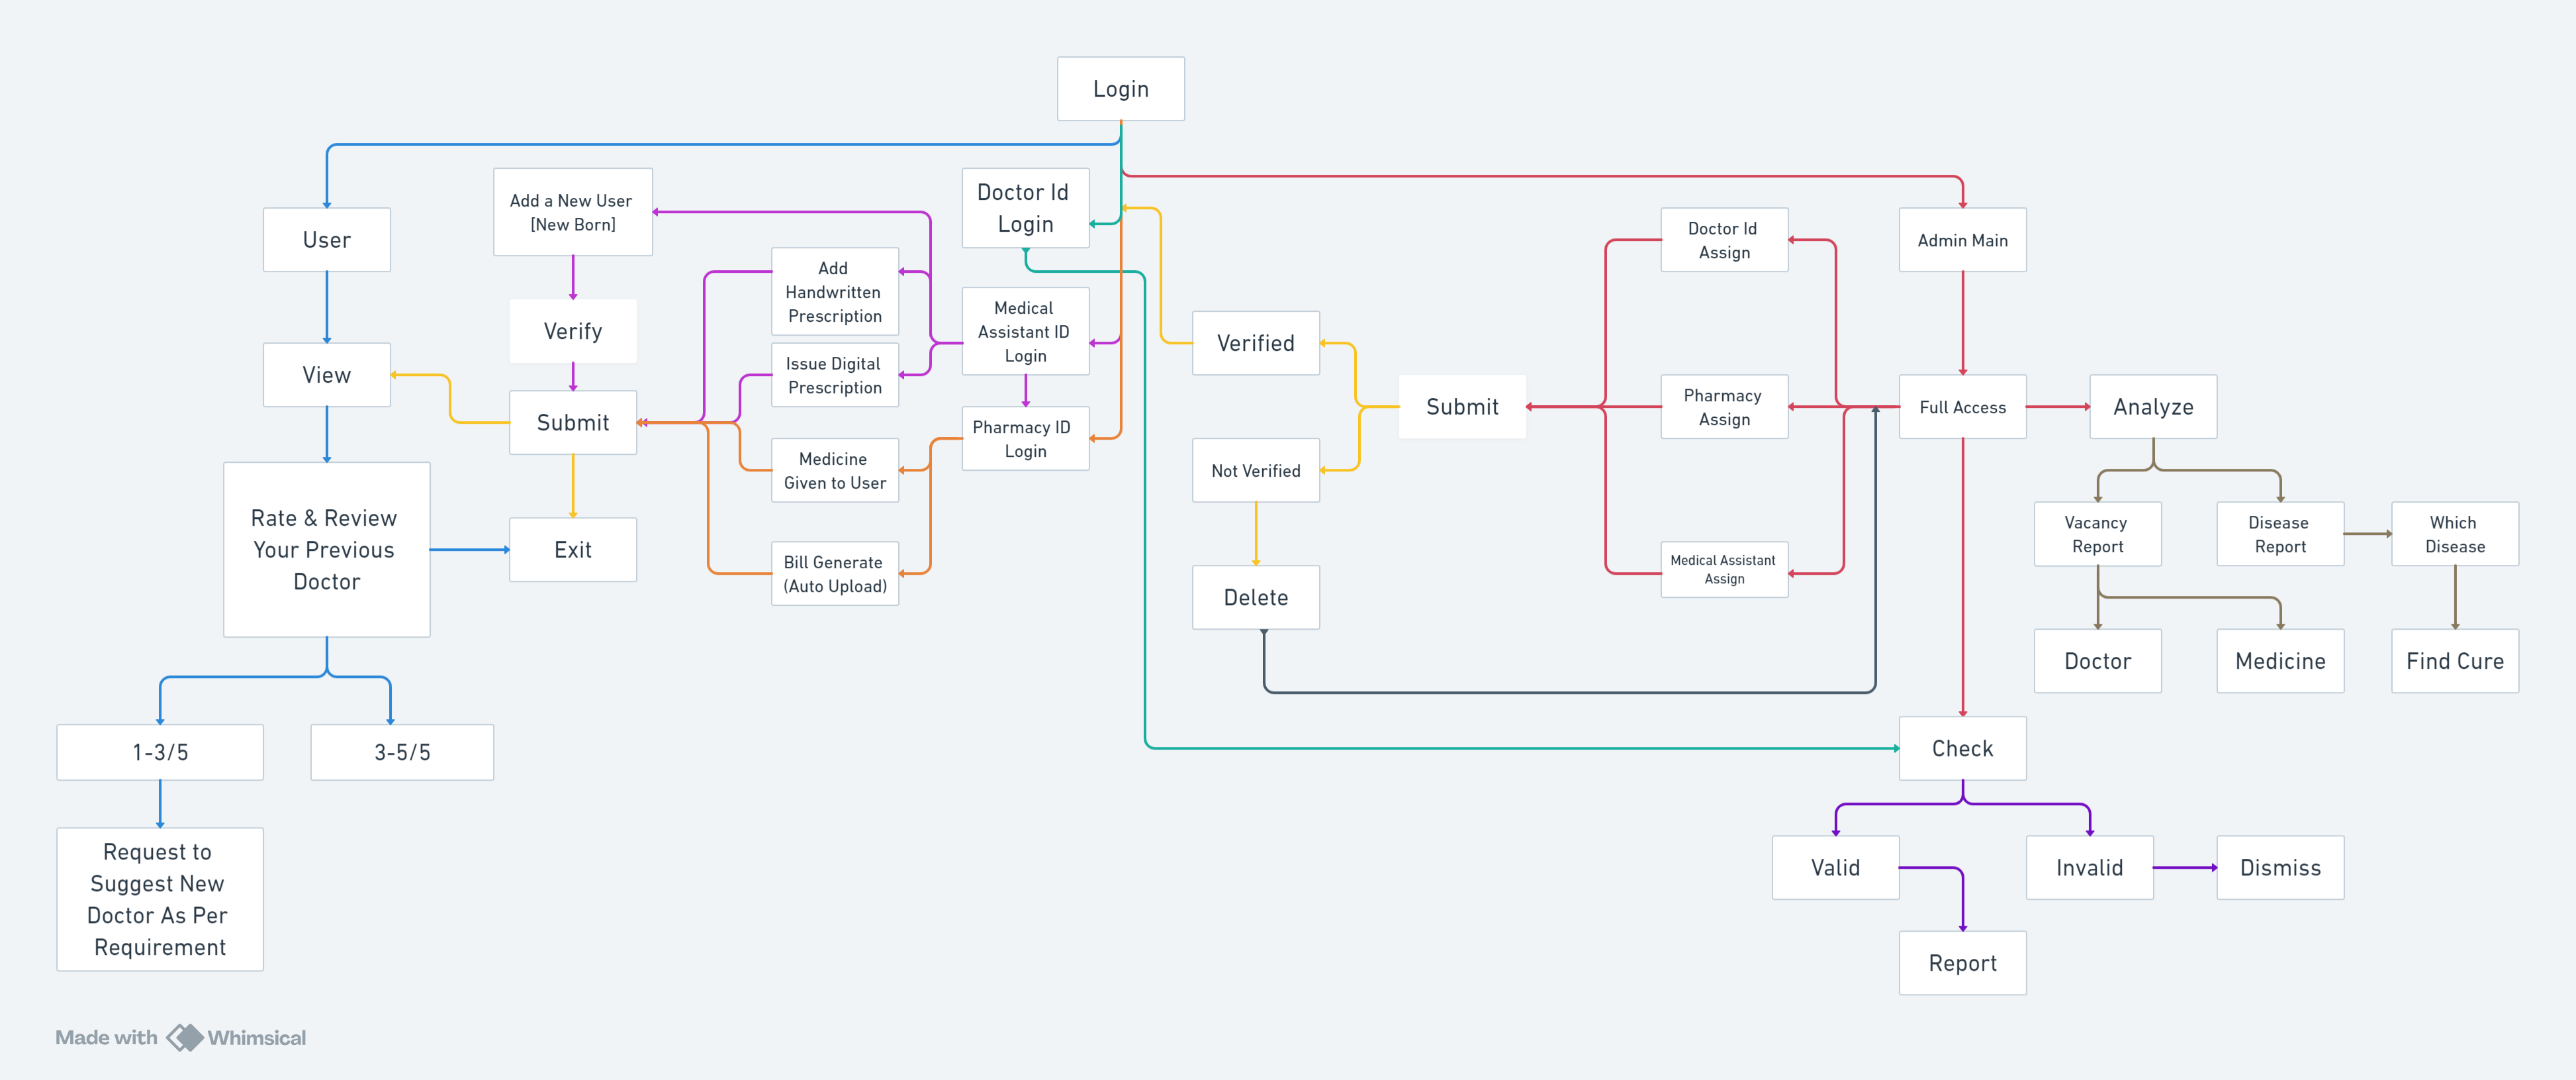 Login
Doctor Id
Login
Add a New User
[New Born]
User
Doctor Id
Assign
Admin Main
Add
Handwritten
Prescription
Medical
Assistant ID
Login
Verify
Verified
View
Issue Digital
Prescription
Submit
Pharmacy
Assign
Full Access
Analyze
Submit
Pharmacy ID
Login
Medicine
Given to User
Not Verified
Rate & Review
Your Previous
Doctor
Exit
Vacancy
Report
Disease
Report
Which
Disease
Bill Generate
(Auto Upload)
Medical Assistant
Assign
Delete
Doctor
Medicine
Find Cure
1-3/5
3-5/5
Check
Request to
Suggest New
Doctor As Per
Requirement
Valid
Invalid
Dismiss
Report
Made with Whimsical